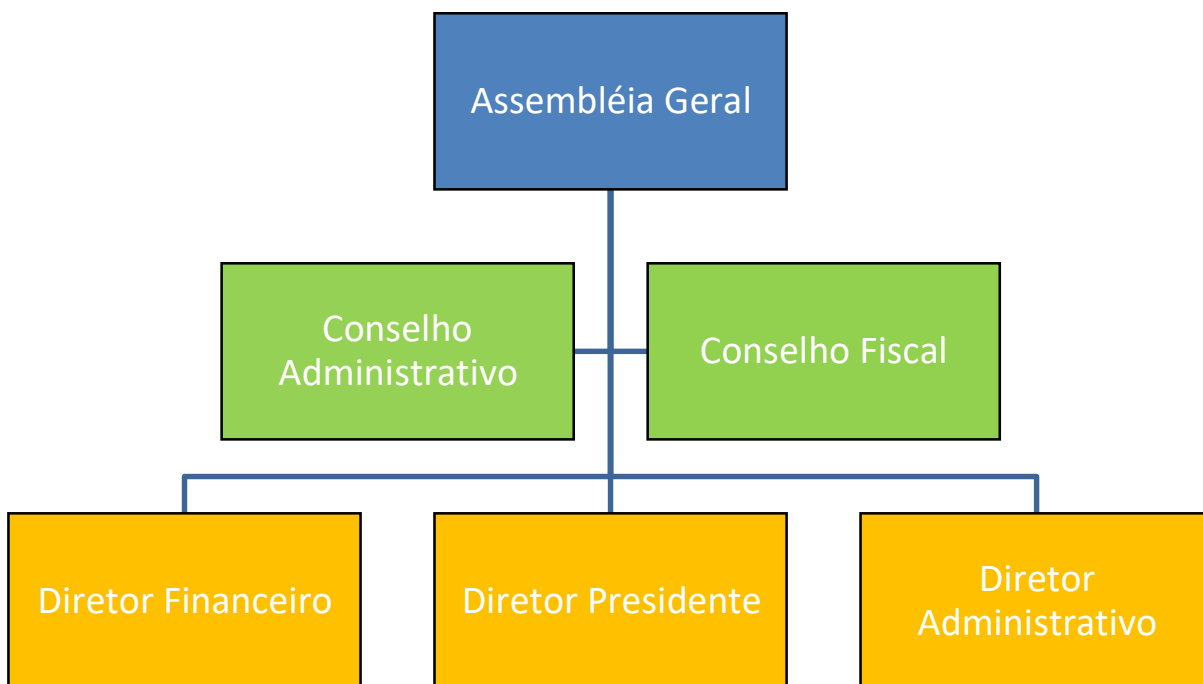 Assembléia Geral
Conselho
Administrativo
Conselho Fiscal
Diretor Financeiro
Diretor Presidente
Diretor
Administrativo